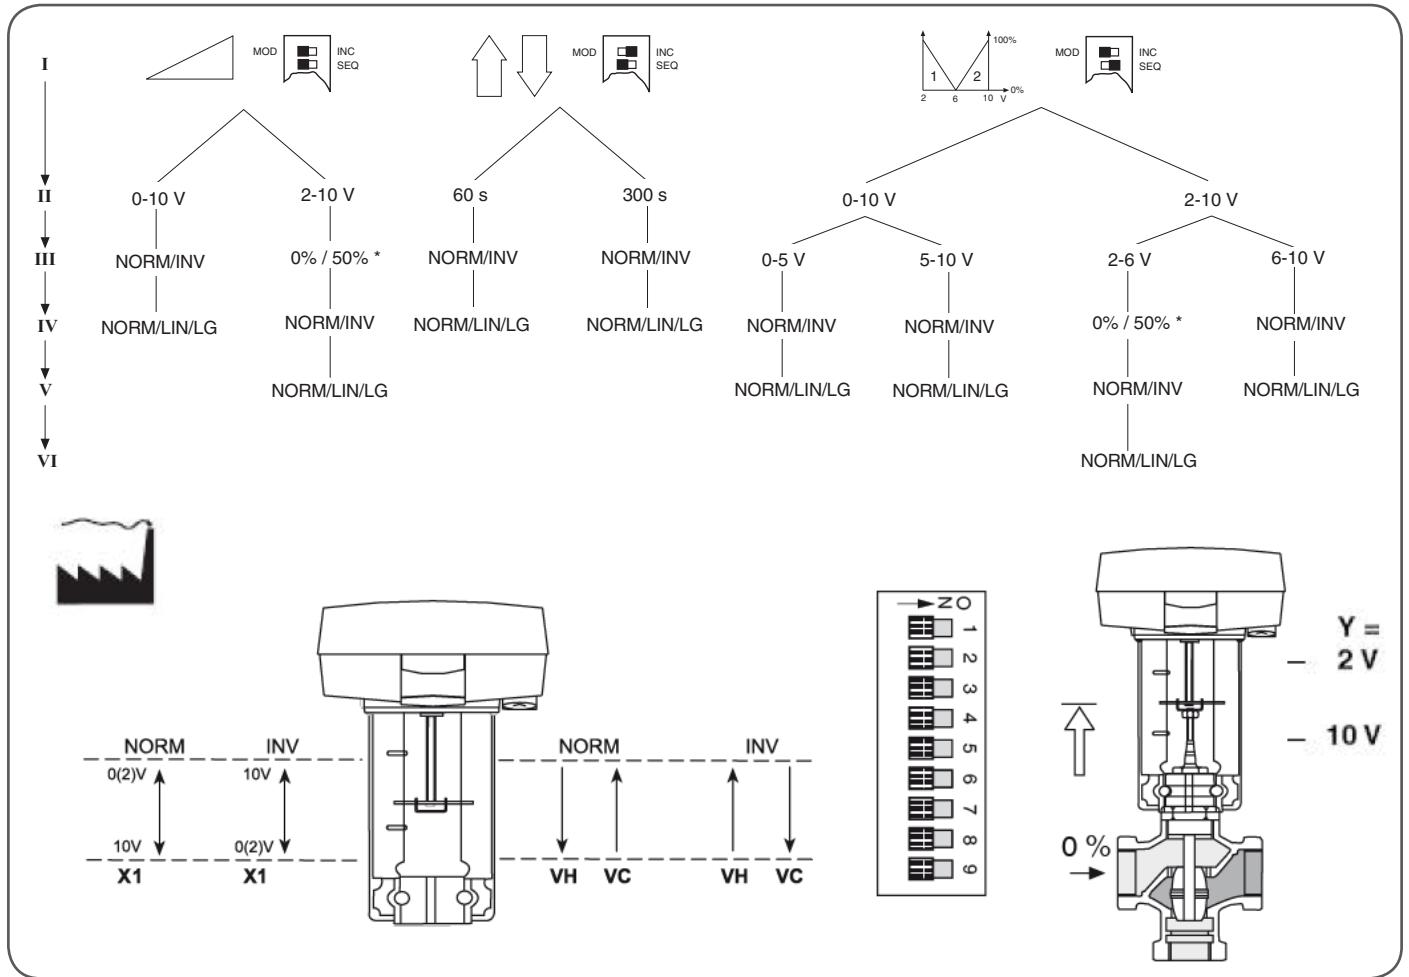 I
MOD INC
SEQ
MOD INC
SEQ
100%
1 2
0%
2 6 10 V
MOD INC
SEQ
II
0-10 V 2-10 V 60 s 300 s 0-10 V 2-10 V
III
NORM/INV 0% / 50% * NORM/INV NORM/INV 0-5 V 5-10 V 2-6 V 6-10 V
IV
NORM/LIN/LG NORM/INV NORM/LIN/LG NORM/LIN/LG NORM/INV NORM/INV 0% / 50% * NORM/INV
V
NORM/LIN/LG NORM/LIN/LG NORM/LIN/LG NORM/INV NORM/LIN/LG
VI
NORM/LIN/LG
NORM INV
0(2)V 10V
10V 0(2)V
X1 X1
NORM INV
VH VC VH VC
ON
1
2
3
4
5
6
7
8
9
Y =
2 V
10 V
0 %